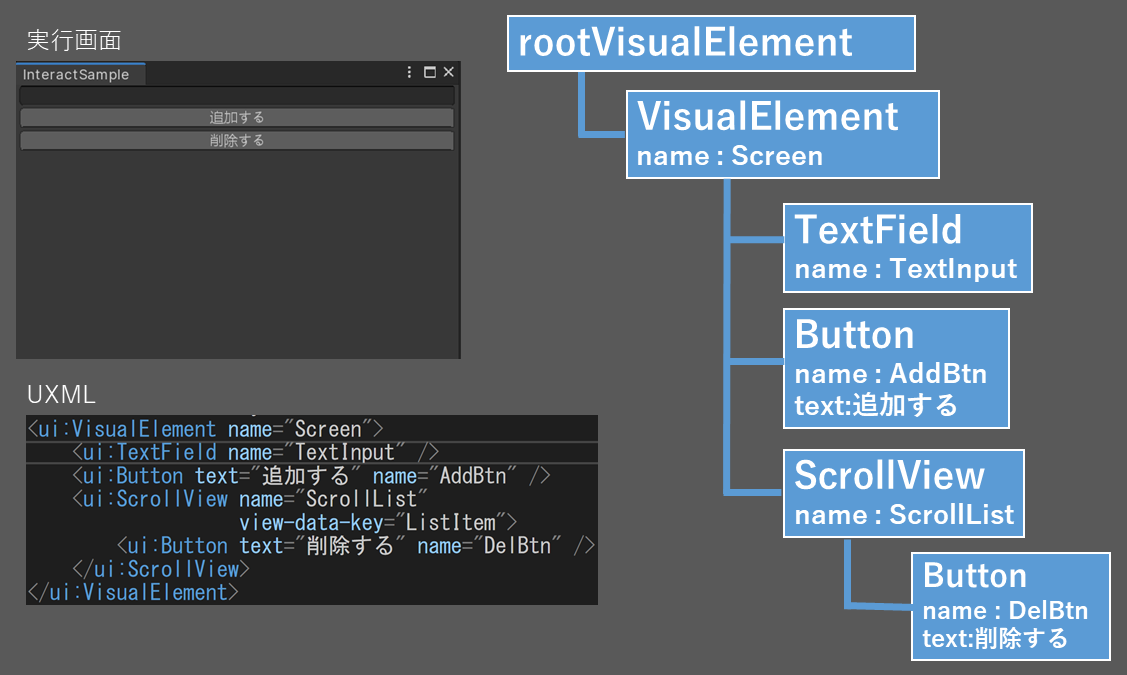 実行画面
InteractSample
追加する
削除する
UXML
<ui:VisualElement name="Screen">
<ui:TextField name="TextInput" />
<ui:Button text="追加する" name="AddBtn" />
<ui:ScrollView name="ScrollList"
view-data-key="ListItem">
<ui:Button text="削除する" name="DelBtn" />
</ui:ScrollView>
</ui:VisualElement>
rootVisualElement
VisualElement
name : Screen
TextField
name : TextInput
Button
name : AddBtn
text:追加する
ScrollView
name : ScrollList
Button
name : DelBtn
text:削除する